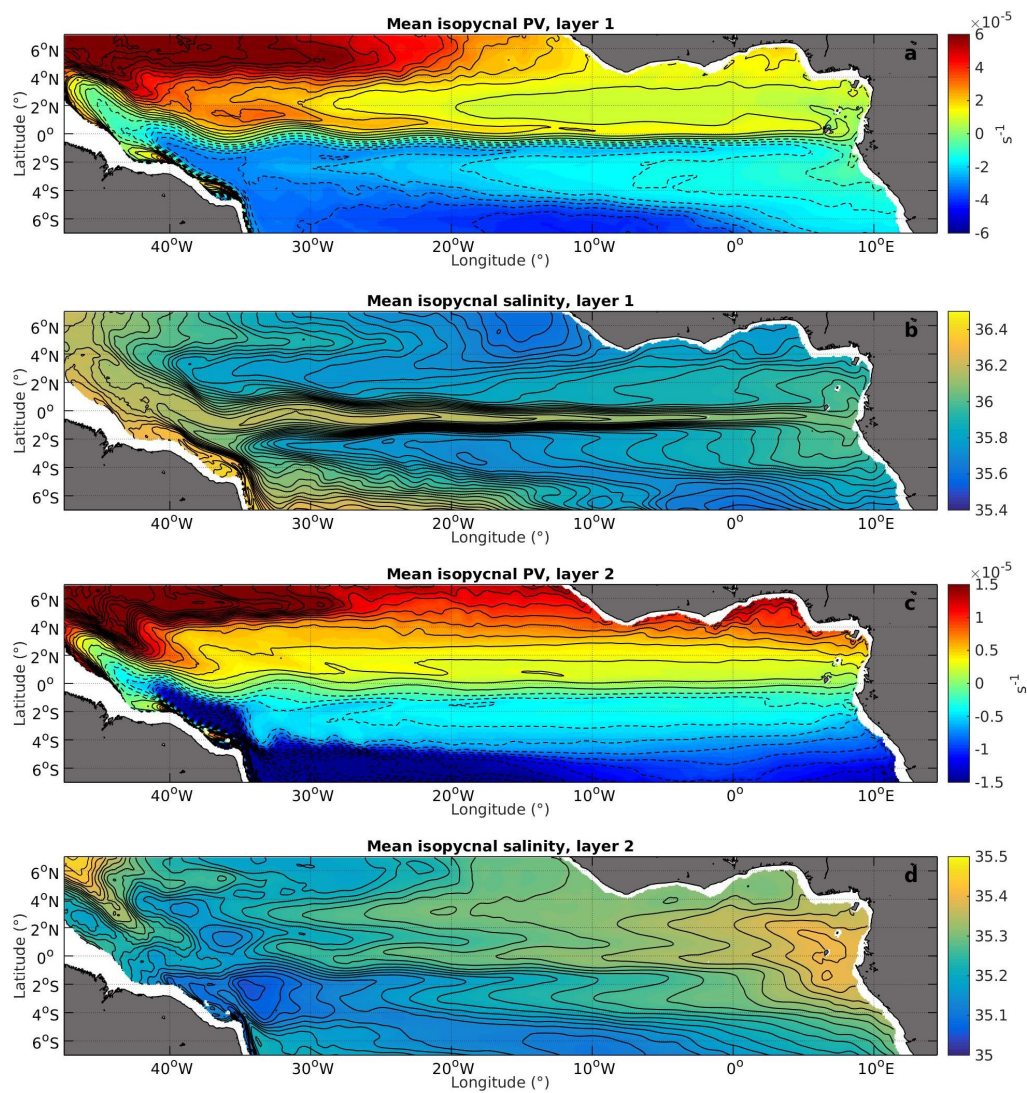 Mean isopycnal PV, layer 1
×10⁻⁵
6°N
4°N
2°N
0°
2°S
4°S
6°S
Latitude (°)
a
6
4
2
0
-2
-4
-6
s⁻¹
40°W 30°W 20°W 10°W 0° 10°E
Longitude (°)
Mean isopycnal salinity, layer 1
6°N
4°N
2°N
0°
2°S
4°S
6°S
Latitude (°)
b
36.4
36.2
36
35.8
35.6
35.4
40°W 30°W 20°W 10°W 0° 10°E
Longitude (°)
Mean isopycnal PV, layer 2
×10⁻⁵
6°N
4°N
2°N
0°
2°S
4°S
6°S
Latitude (°)
c
1.5
1
0.5
0
-0.5
-1
-1.5
s⁻¹
40°W 30°W 20°W 10°W 0° 10°E
Longitude (°)
Mean isopycnal salinity, layer 2
6°N
4°N
2°N
0°
2°S
4°S
6°S
Latitude (°)
d
35.5
35.4
35.3
35.2
35.1
35
40°W 30°W 20°W 10°W 0° 10°E
Longitude (°)